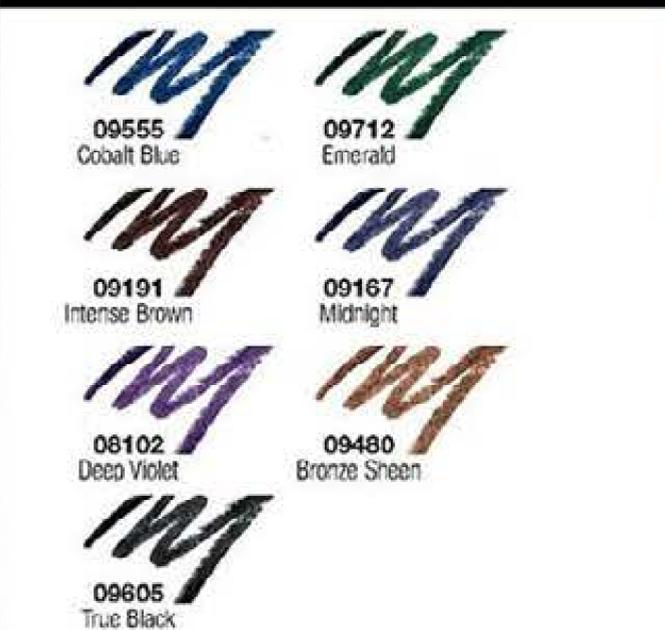 09555
Cobalt Blue
09712
Emerald
09191
Intense Brown
09167
Midnight
08102
Deep Violet
09480
Bronze Sheen
09605
True Black